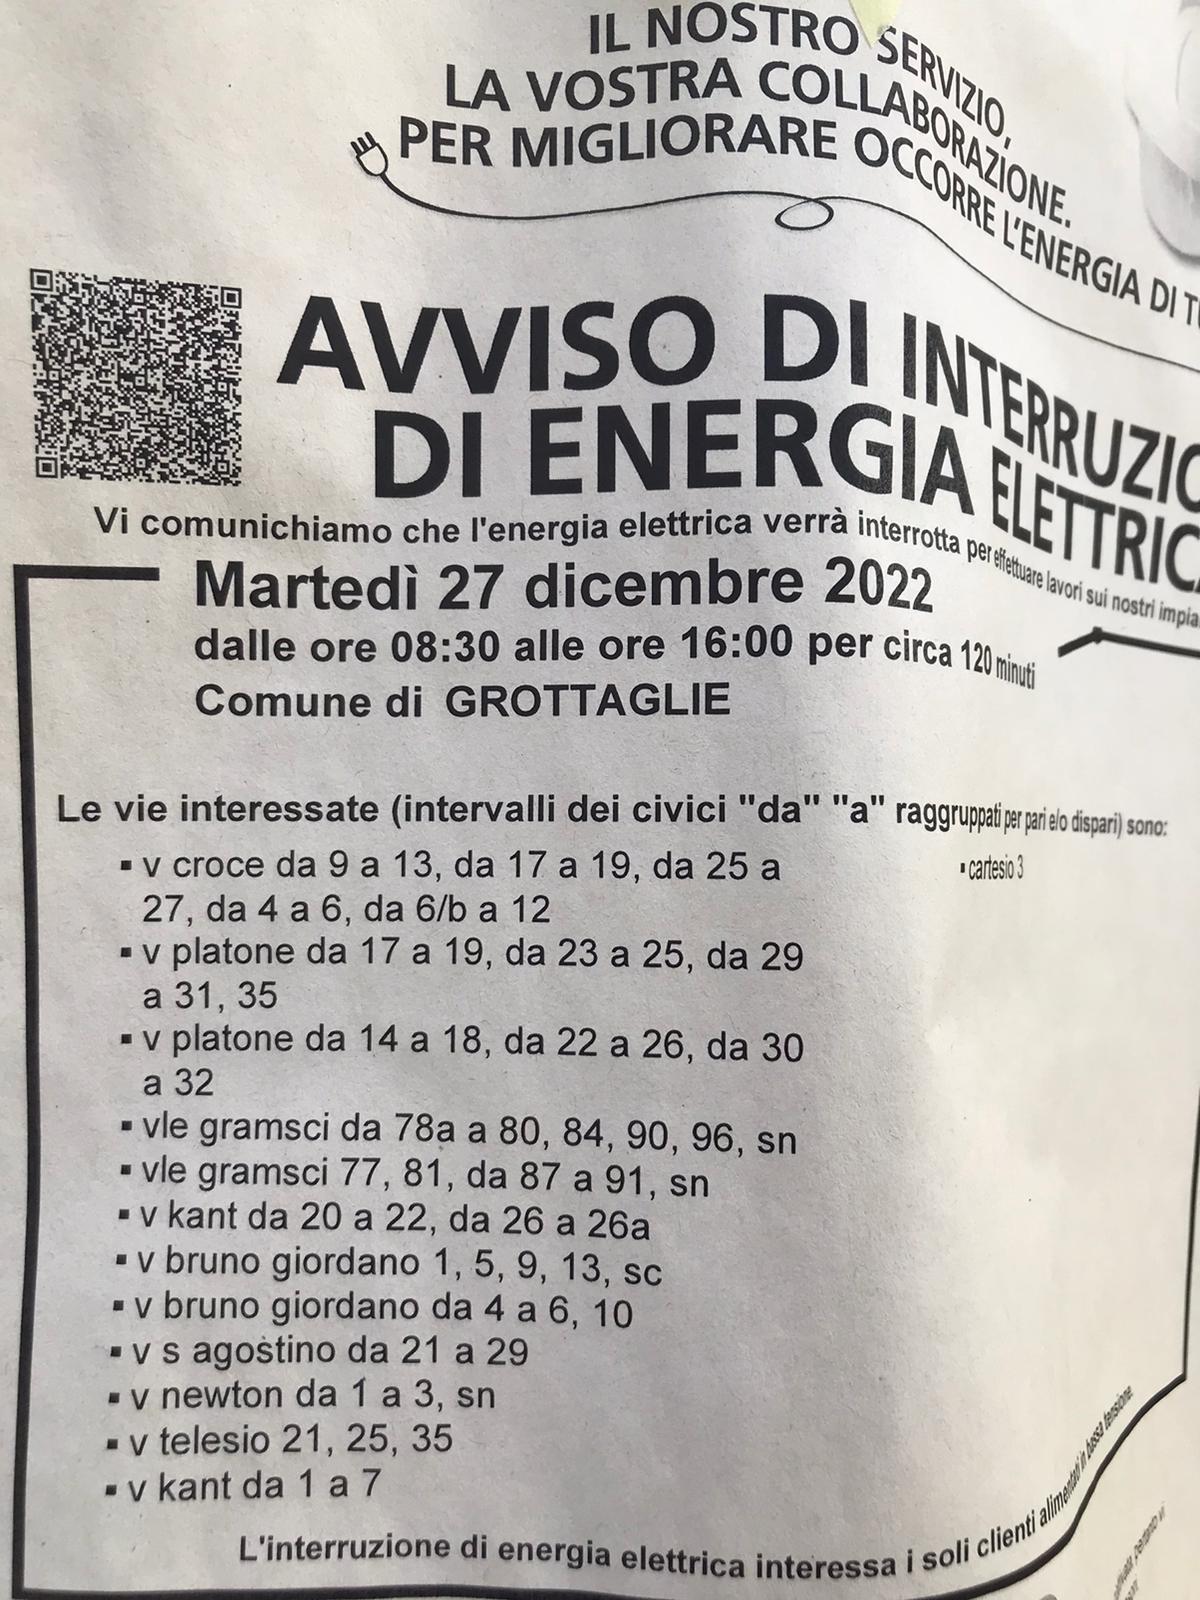 IL NOSTRO SERVIZIO,
LA VOSTRA COLLABORAZIONE.
PER MIGLIORARE OCCORRE L'ENERGIA DI
AVVISO DI INTERRUZIO
DI ENERGIA ELETTRICA
Vi comunichiamo che l'energia elettrica verrà interrotta per effettuare lavori sui nostri
Martedì 27 dicembre 2022
dalle ore 08:30 alle ore 16:00 per circa 120 minuti
Comune di GROTTAGLIE
Le vie interessate (intervalli dei civici "da" "a" raggruppati per pari e/o dispari) sono:
▪ v croce da 9 a 13, da 17 a 19, da 25 a
27, da 4 a 6, da 6/b a 12
▪ v platone da 17 a 19, da 23 a 25, da 29
a 31, 35
▪ v platone da 14 a 18, da 22 a 26, da 30
a 32
▪ vle gramsci da 78a a 80, 84, 90, 96, sn
▪ vle gramsci 77, 81, da 87 a 91, sn
▪ v kant da 20 a 22, da 26 a 26a
▪ v bruno giordano 1, 5, 9, 13, sc
▪ v bruno giordano da 4 a 6, 10
▪ v s agostino da 21 a 29
▪ v newton da 1 a 3, sn
▪ v telesio 21, 25, 35
▪ v kant da 1 a 7
▪ cartesio 3
L'interruzione di energia elettrica interessa i soli clienti alimentati in bassa tensione.